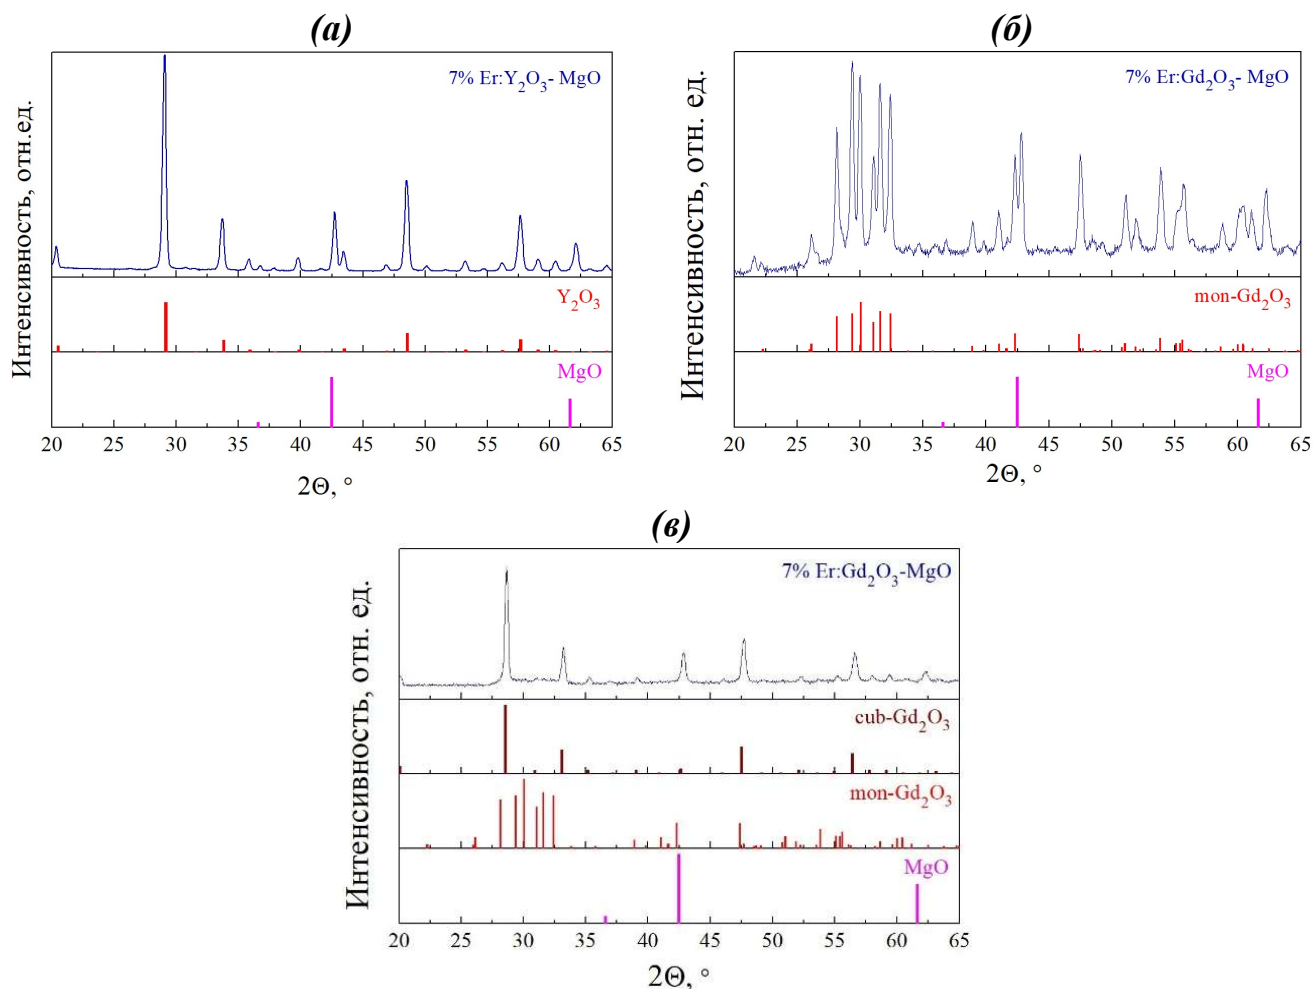 (а)
7% Er:Y₂O₃- MgO
Y₂O₃
MgO
Интенсивность, отн.ед.
20 25 30 35 40 45 50 55 60 65
2Θ, °
(б)
7% Er:Gd₂O₃- MgO
mon-Gd₂O₃
MgO
Интенсивность, отн. ед.
20 25 30 35 40 45 50 55 60 65
2Θ, °
(в)
7% Er:Gd₂O₃-MgO
cub-Gd₂O₃
mon-Gd₂O₃
MgO
Интенсивность, отн. ед.
20 25 30 35 40 45 50 55 60 65
2Θ, °